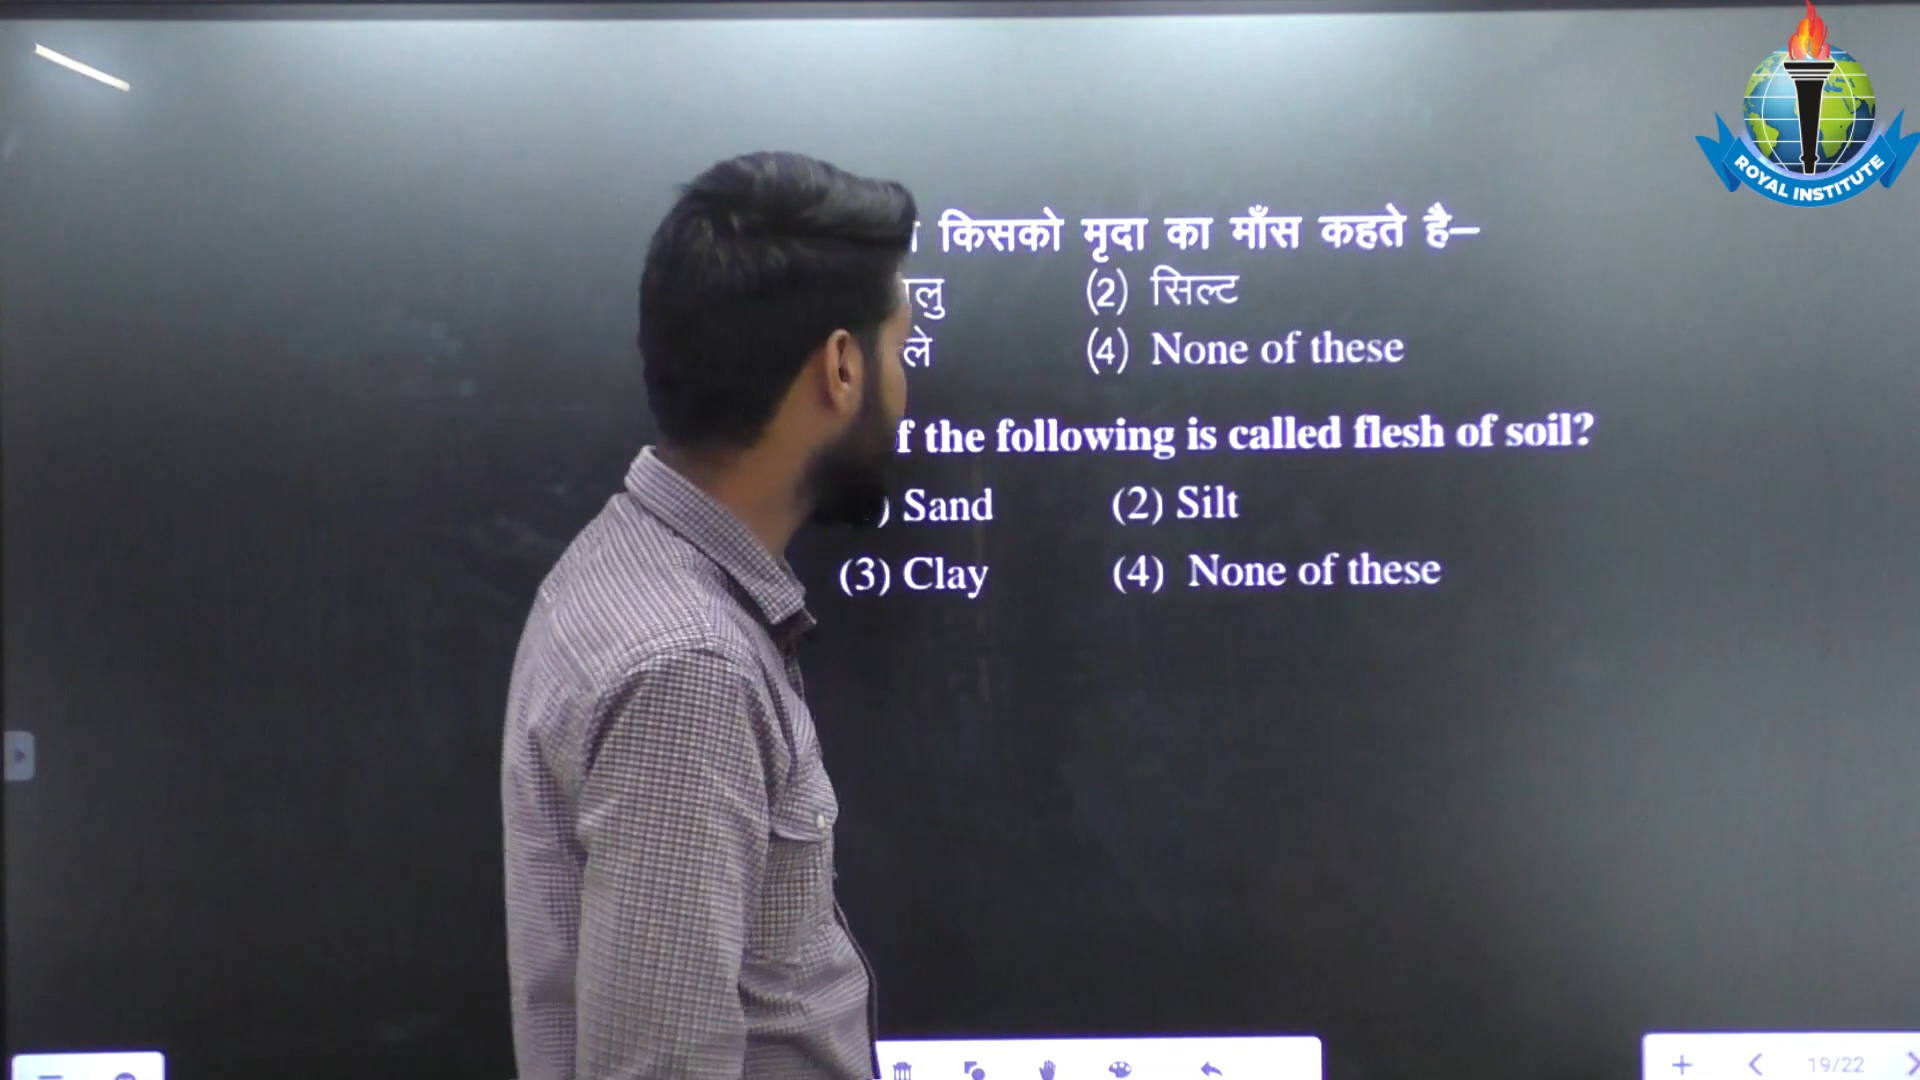 ROYAL INSTITUTE
किसको मृदा का माँस कहते है–
(2) सिल्ट
(4) None of these
the following is called flesh of soil?
Sand (2) Silt
(3) Clay (4) None of these
19/22